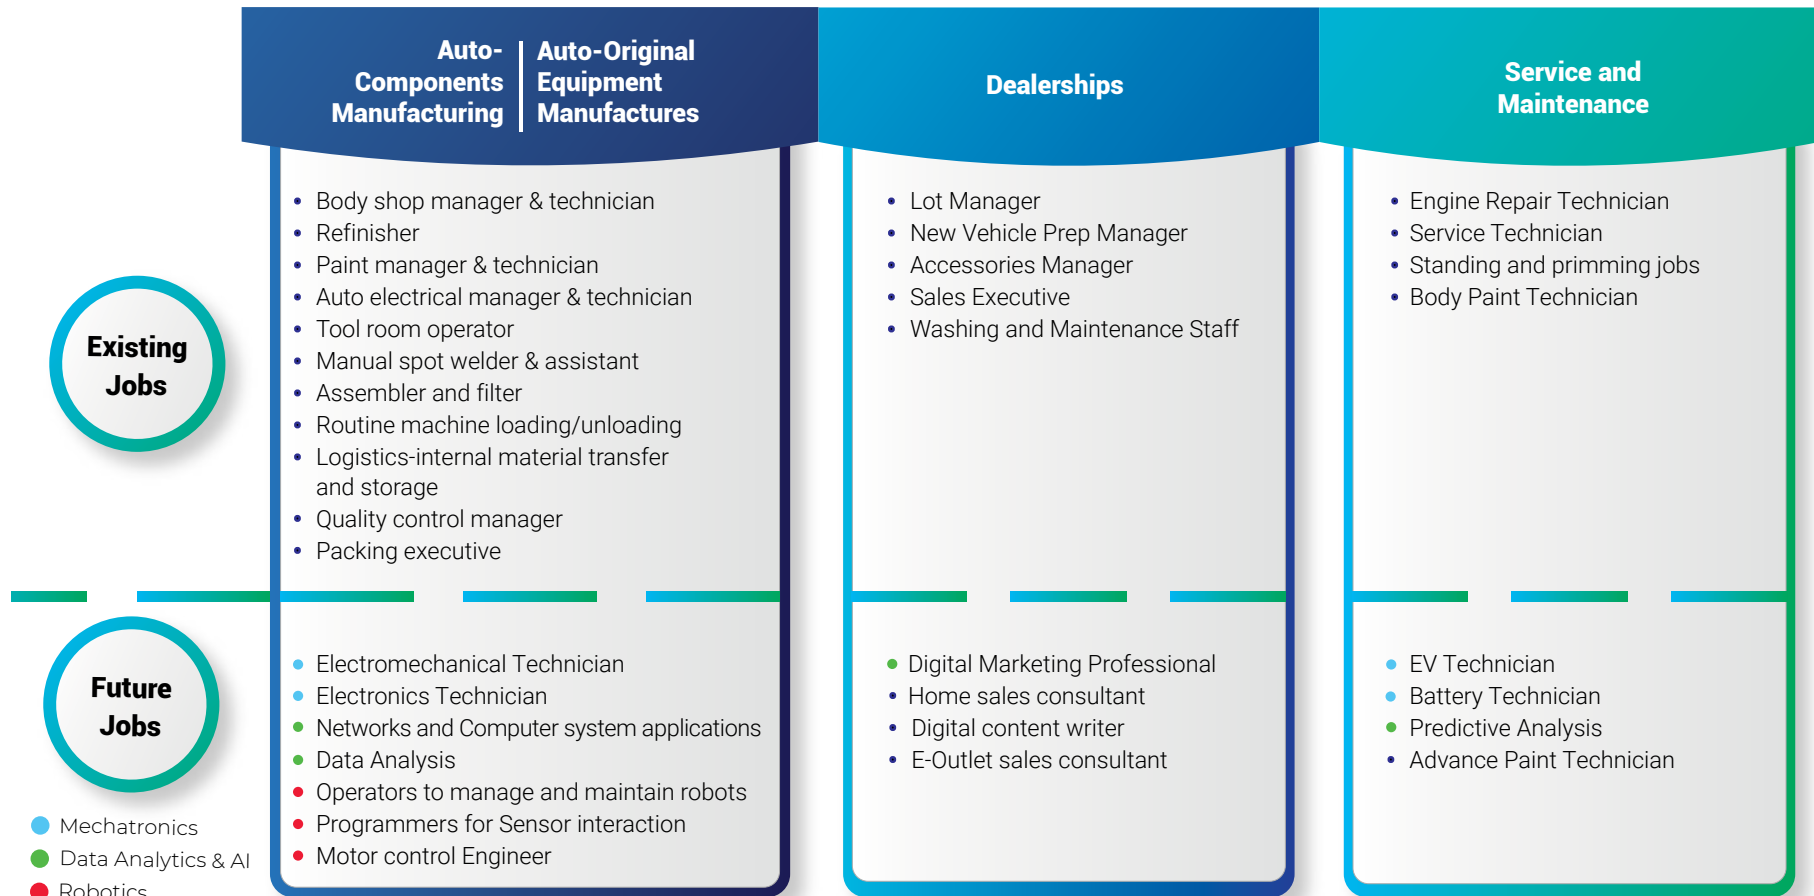 Auto-
Components
Manufacturing
Auto-Original
Equipment
Manufactures
Dealerships
Service and
Maintenance
Existing
Jobs
• Body shop manager & technician
• Refinisher
• Paint manager & technician
• Auto electrical manager & technician
• Tool room operator
• Manual spot welder & assistant
• Assembler and filter
• Routine machine loading/unloading
• Logistics-internal material transfer
and storage
• Quality control manager
• Packing executive
• Lot Manager
• New Vehicle Prep Manager
• Accessories Manager
• Sales Executive
• Washing and Maintenance Staff
• Engine Repair Technician
• Service Technician
• Standing and primming jobs
• Body Paint Technician
Future
Jobs
• Electromechanical Technician
• Electronics Technician
• Networks and Computer system applications
• Data Analysis
• Operators to manage and maintain robots
• Programmers for Sensor interaction
• Motor control Engineer
• Digital Marketing Professional
• Home sales consultant
• Digital content writer
• E-Outlet sales consultant
• EV Technician
• Battery Technician
• Predictive Analysis
• Advance Paint Technician
Mechatronics
Data Analytics & AI
Robotics